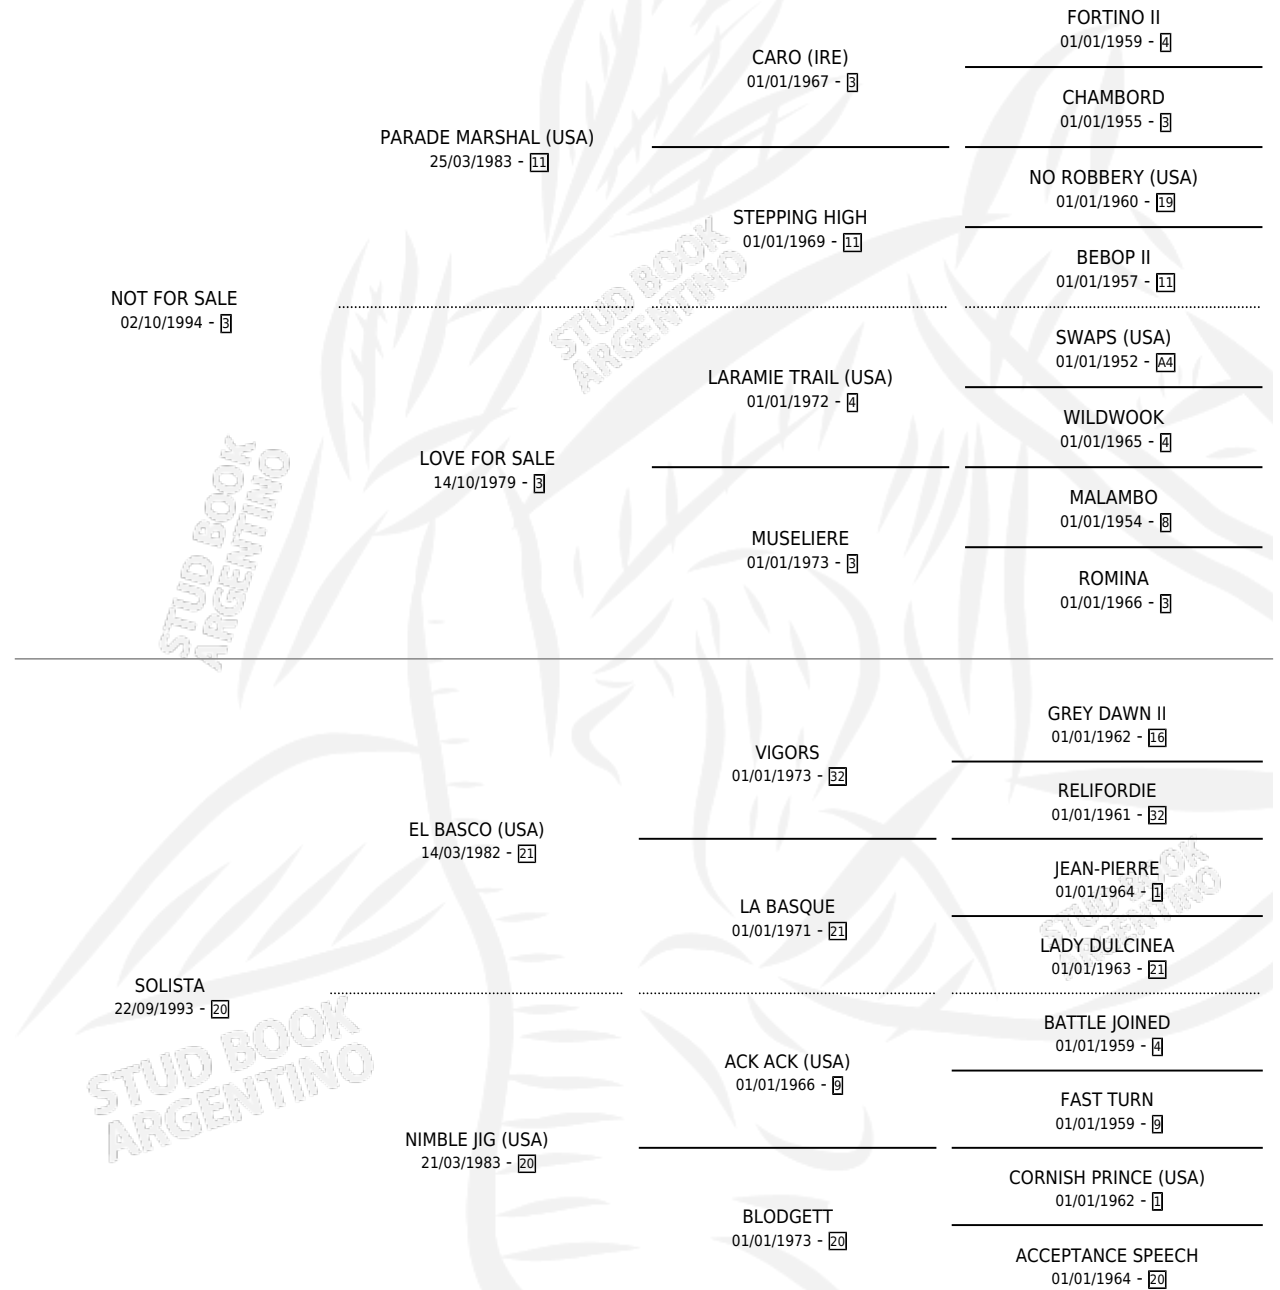 FORTINO II
01/01/1959 - 4
CARO (IRE)
01/01/1967 - 3
CHAMBORD
01/01/1955 - 3
PARADE MARSHAL (USA)
25/03/1983 - 11
NO ROBBERY (USA)
01/01/1960 - 19
STEPPING HIGH
01/01/1969 - 11
BEBOP II
01/01/1957 - 11
NOT FOR SALE
02/10/1994 - 3
STUD BOOK
ARGENTINO
SWAPS (USA)
01/01/1952 - A4
LARAMIE TRAIL (USA)
01/01/1972 - 4
WILDWOOK
01/01/1965 - 4
LOVE FOR SALE
14/10/1979 - 3
MALAMBO
01/01/1954 - 8
MUSELIERE
01/01/1973 - 3
ROMINA
01/01/1966 - 3
STUD BOOK
ARGENTINO
GREY DAWN II
01/01/1962 - 16
VIGORS
01/01/1973 - 32
RELIFORDIE
01/01/1961 - 32
EL BASCO (USA)
14/03/1982 - 21
JEAN-PIERRE
01/01/1964 - 1
LA BASQUE
01/01/1971 - 21
STUD BOOK
ARGENTINO
LADY DULCINEA
01/01/1963 - 21
SOLISTA
22/09/1993 - 20
BATTLE JOINED
01/01/1959 - 4
STUD BOOK
ARGENTINO
ACK ACK (USA)
01/01/1966 - 9
FAST TURN
01/01/1959 - 9
NIMBLE JIG (USA)
21/03/1983 - 20
CORNISH PRINCE (USA)
01/01/1962 - 1
BLODGETT
01/01/1973 - 20
ACCEPTANCE SPEECH
01/01/1964 - 20